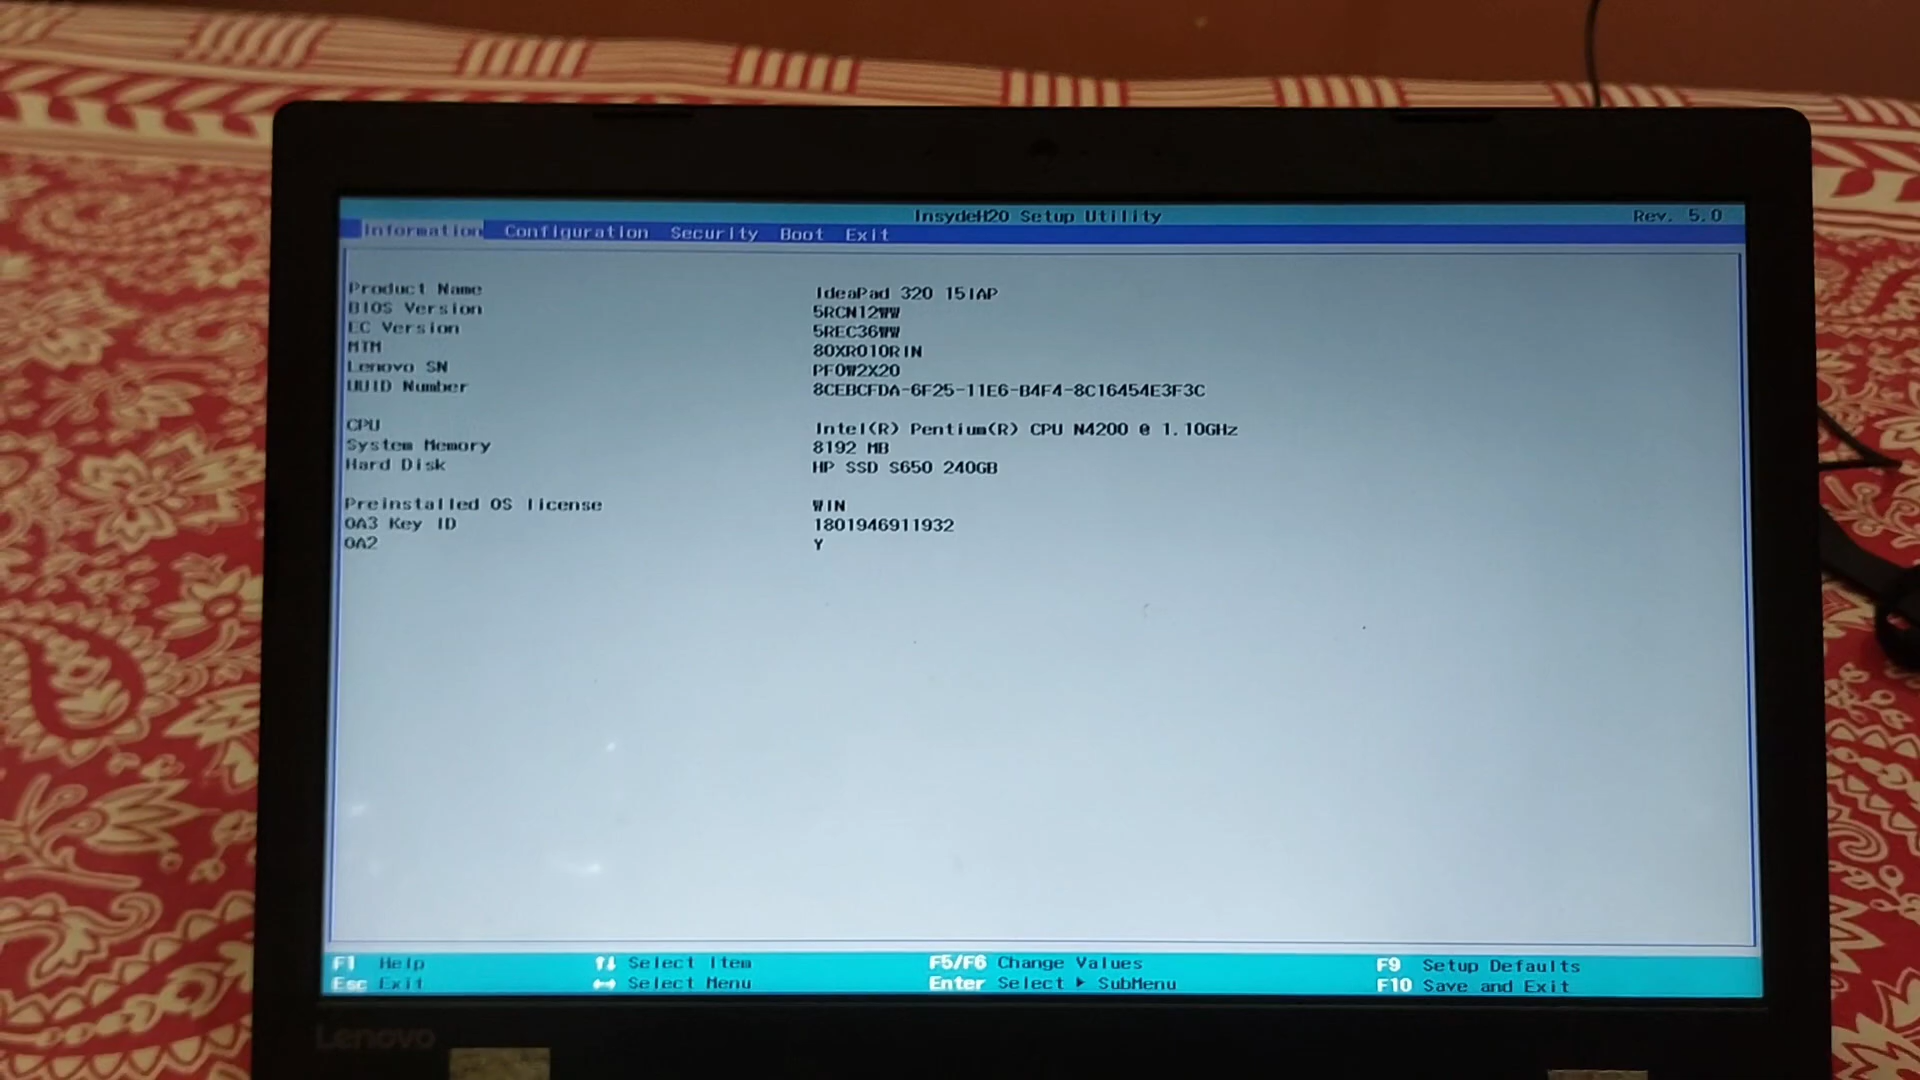 InsydeH20 Setup Utility Rev. 5.0
Information Configuration Security Boot Exit
Product Name IdeaPad 320 15IAP
BIOS Version 5RCN12WW
EC Version 5REC36WW
MTM 80XR010RIN
Lenovo SN PF0W2X20
UUID Number 8CEBCFDA-6F25-11E6-B4F4-8C16454E3F3C
CPU Intel(R) Pentium(R) CPU N4200 @ 1.10GHz
System Memory 8192 MB
Hard Disk HP SSD S650 240GB
Preinstalled OS license WIN
OA3 Key ID 1801946911932
OA2 Y
F1 Help ↑↓ Select Item F5/F6 Change Values F9 Setup Defaults
Esc Exit ↔ Select Menu Enter Select ▶ SubMenu F10 Save and Exit
Lenovo